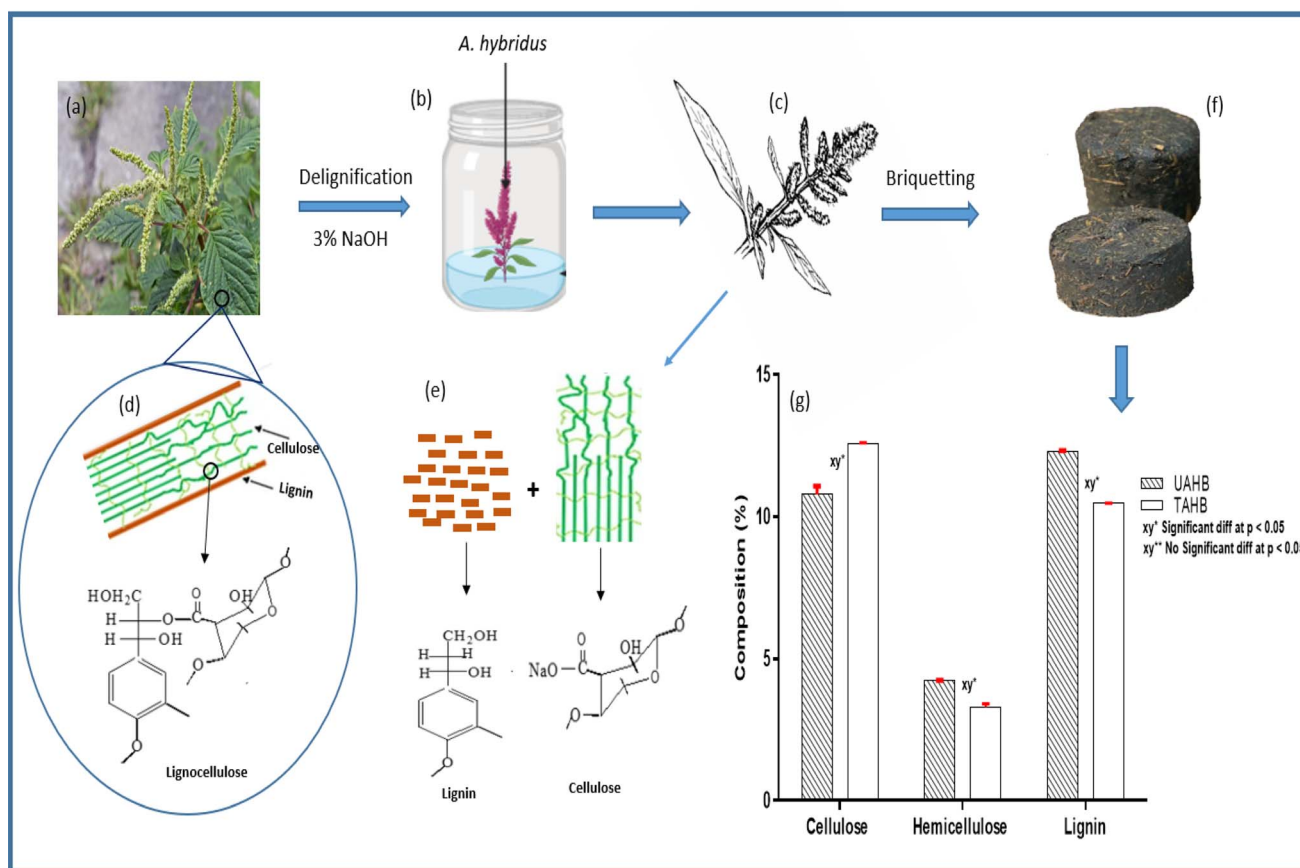 A. hybridus
(a)
(b)
(c)
(f)
Delignification
3% NaOH
Briquetting
(d)
Cellulose
Lignin
HOH₂C
H
O
O
OH
O
H
OH
O
O
O
Lignocellulose
(e)
+
CH₂OH
H
H
H
OH
O
Lignin
O
NaO
OH
O
O
O
Cellulose
(g)
15
10
5
0
Composition (%)
xy*
xy*
xy*
UAHB
TAHB
xy* Significant diff at p < 0.05
xy** No Significant diff at p < 0.05
Cellulose
Hemicellulose
Lignin